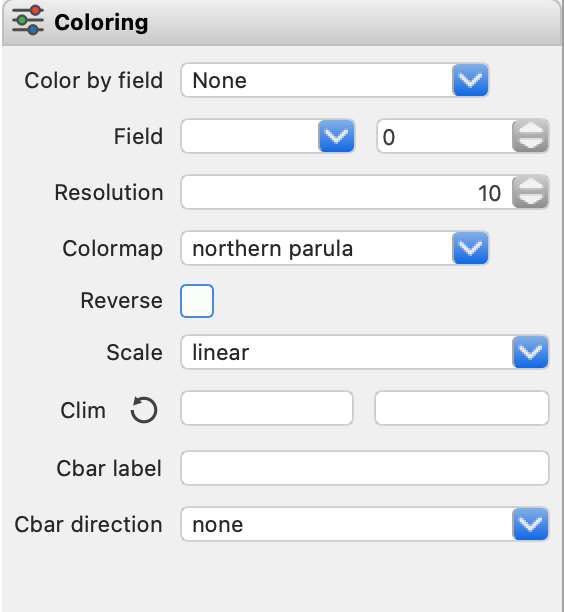 Coloring
Color by field None
Field 0
Resolution 10
Colormap northern parula
Reverse
Scale linear
Clim
Cbar label
Cbar direction none